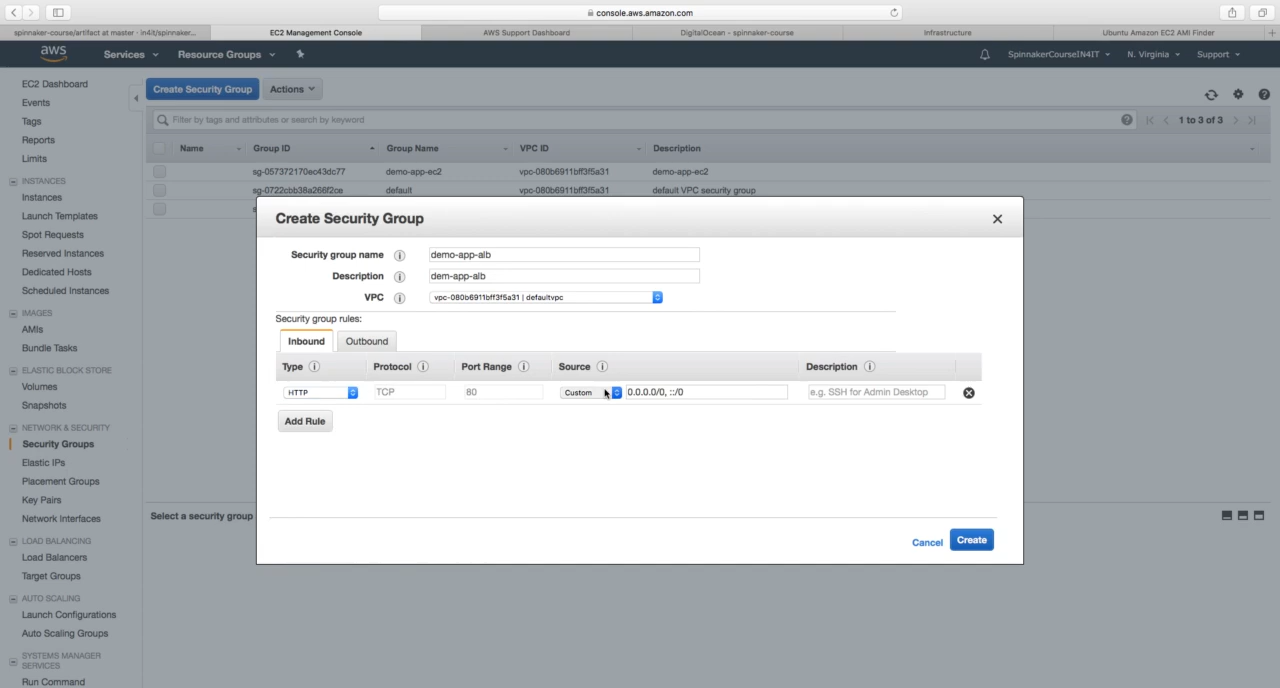 console.aws.amazon.com
spinnaker-course/artifact at master · in4it/spinnaker...
EC2 Management Console
AWS Support Dashboard
DigitalOcean - spinnaker-course
Infrastructure
Ubuntu Amazon EC2 AMI Finder
aws
Services
Resource Groups
SpinnakerCourseIN4IT
N. Virginia
Support
EC2 Dashboard
Events
Tags
Reports
Limits
INSTANCES
Instances
Launch Templates
Spot Requests
Reserved Instances
Dedicated Hosts
Scheduled Instances
IMAGES
AMIs
Bundle Tasks
ELASTIC BLOCK STORE
Volumes
Snapshots
NETWORK & SECURITY
Security Groups
Elastic IPs
Placement Groups
Key Pairs
Network Interfaces
LOAD BALANCING
Load Balancers
Target Groups
AUTO SCALING
Launch Configurations
Auto Scaling Groups
SYSTEMS MANAGER
SERVICES
Run Command
Create Security Group
Actions
Filter by tags and attributes or search by keyword
1 to 3 of 3
Name Group ID Group Name VPC ID Description
sg-057372170ec43dc77 demo-app-ec2 vpc-080b6911bff3f5a31 demo-app-ec2
sg-0722cbb38a266f2ce default vpc-080b6911bff3f5a31 default VPC security group
Create Security Group
Security group name demo-app-alb
Description dem-app-alb
VPC vpc-080b6911bff3f5a31 | defaultvpc
Security group rules:
Inbound Outbound
Type Protocol Port Range Source Description
HTTP TCP 80 Custom 0.0.0.0/0, ::/0 e.g. SSH for Admin Desktop
Add Rule
Cancel Create
Select a security group